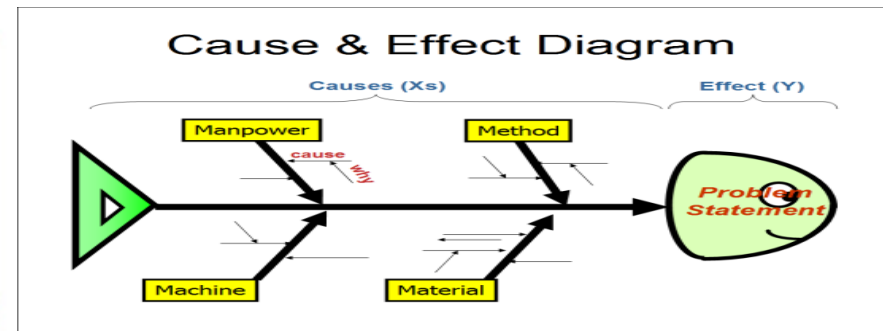 Cause & Effect Diagram
Causes (Xs)
Effect (Y)
Manpower
Method
cause
why
Problem
Statement
Machine
Material